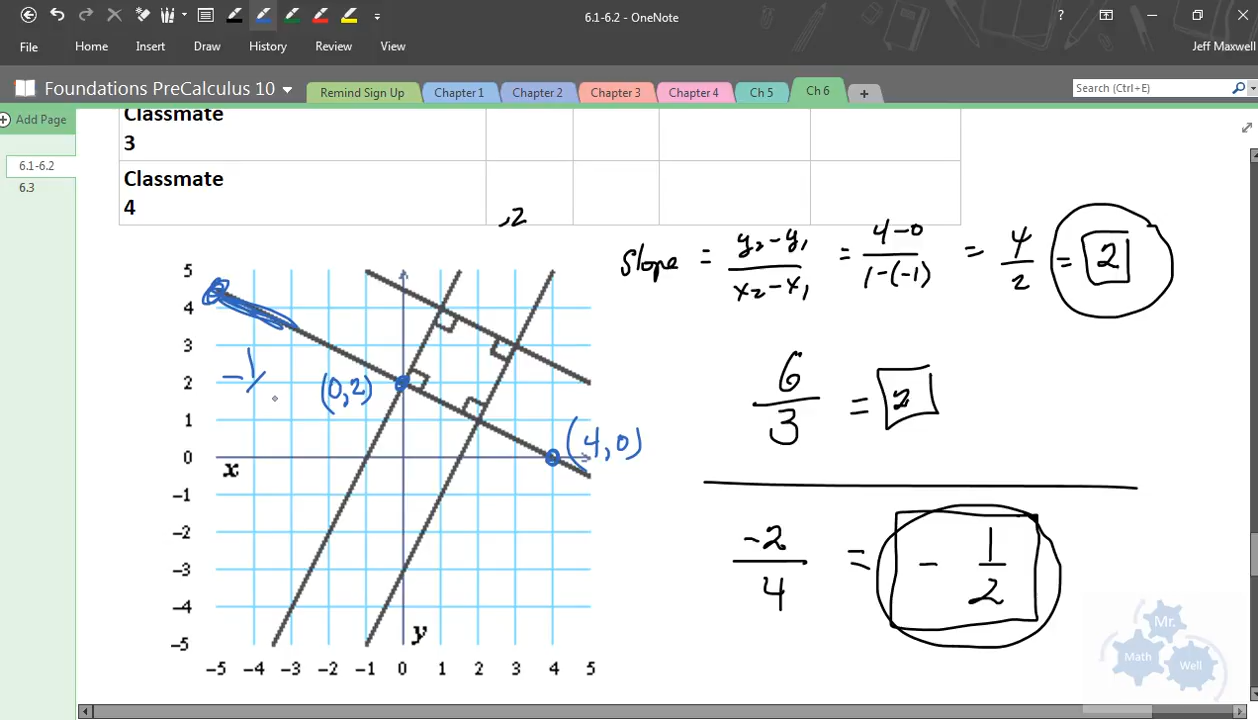 6.1-6.2 - OneNote
?
File
Home
Insert
Draw
History
Review
View
Jeff Maxwell
Foundations PreCalculus 10
Remind Sign Up
Chapter 1
Chapter 2
Chapter 3
Chapter 4
Ch 5
Ch 6
Search (Ctrl+E)
Add Page
6.1-6.2
6.3
Classmate
3
Classmate
4
,2
Slope = y₂-y₁ / x₂-x₁ = 4-0 / 1-(-1) = 4/2 = 2
6/3 = 2
-2/4 = -1/2
5
4
3
2
1
0
-1
-2
-3
-4
-5
-1/
(0,2)
(4,0)
x
y
-5 -4 -3 -2 -1 0 1 2 3 4 5
Mr.
Math
Well